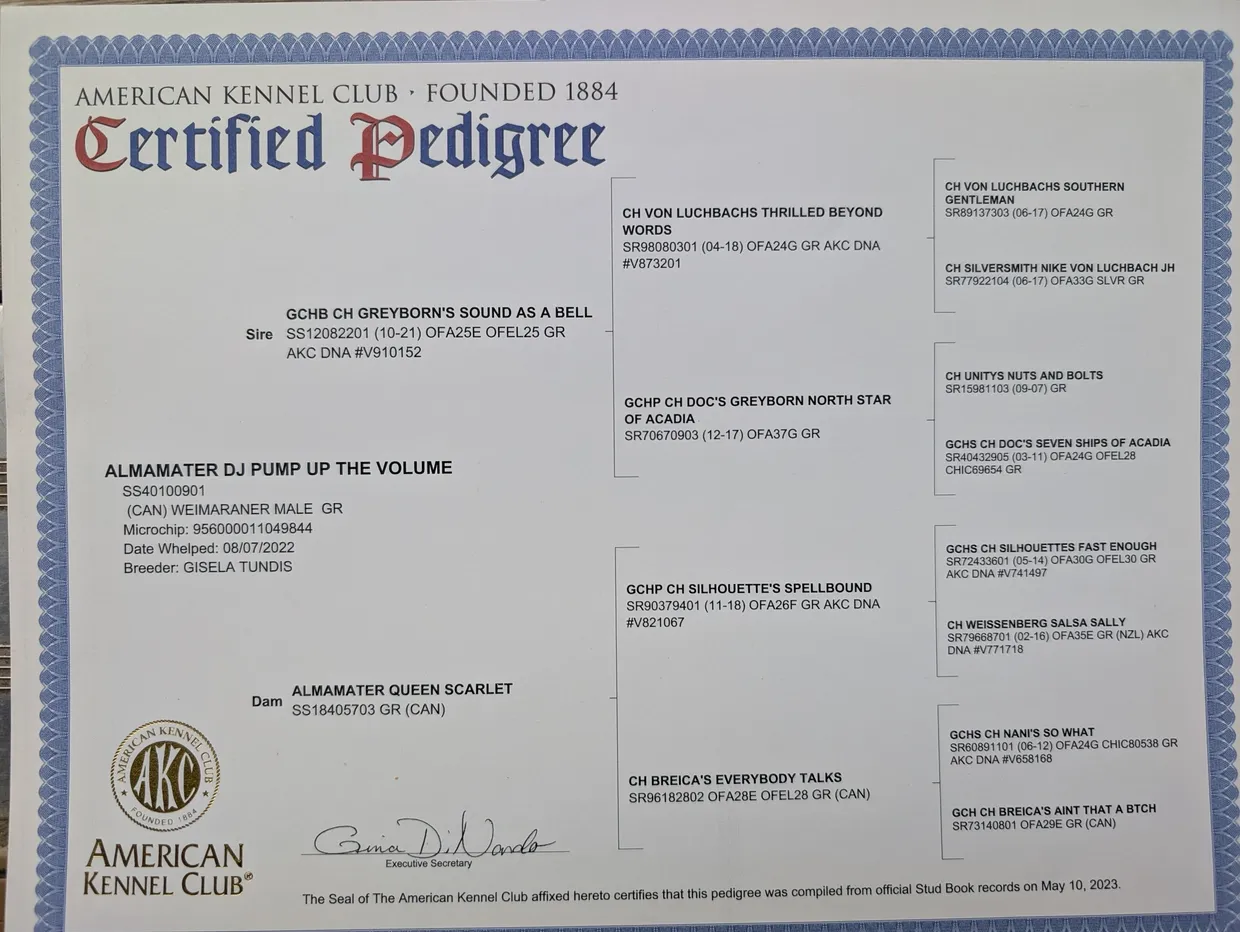 AMERICAN KENNEL CLUB · FOUNDED 1884
Certified Pedigree
CH VON LUCHBACHS THRILLED BEYOND
WORDS
SR98080301 (04-18) OFA24G GR AKC DNA
#V873201
CH VON LUCHBACHS SOUTHERN
GENTLEMAN
SR89137303 (06-17) OFA24G GR
CH SILVERSMITH NIKE VON LUCHBACH JH
SR77922104 (06-17) OFA33G SLVR GR
Sire
GCHB CH GREYBORN'S SOUND AS A BELL
SS12082201 (10-21) OFA25E OFEL25 GR
AKC DNA #V910152
GCHP CH DOC'S GREYBORN NORTH STAR
OF ACADIA
SR70670903 (12-17) OFA37G GR
CH UNITYS NUTS AND BOLTS
SR15981103 (09-07) GR
GCHS CH DOC'S SEVEN SHIPS OF ACADIA
SR40432905 (03-11) OFA24G OFEL28
CHIC69654 GR
ALMAMATER DJ PUMP UP THE VOLUME
SS40100901
(CAN) WEIMARANER MALE GR
Microchip: 956000011049844
Date Whelped: 08/07/2022
Breeder: GISELA TUNDIS
GCHP CH SILHOUETTE'S SPELLBOUND
SR90379401 (11-18) OFA26F GR AKC DNA
#V821067
GCHS CH SILHOUETTES FAST ENOUGH
SR72433601 (05-14) OFA30G OFEL30 GR
AKC DNA #V741497
CH WEISSENBERG SALSA SALLY
SR79668701 (02-16) OFA35E GR (NZL) AKC
DNA #V771718
Dam
ALMAMATER QUEEN SCARLET
SS18405703 GR (CAN)
CH BREICA'S EVERYBODY TALKS
SR96182802 OFA28E OFEL28 GR (CAN)
GCHS CH NANI'S SO WHAT
SR60891101 (06-12) OFA24G CHIC80538 GR
AKC DNA #V658168
GCH CH BREICA'S AINT THAT A BTCH
SR73140801 OFA29E GR (CAN)
AMERICAN KENNEL CLUB
AKC
FOUNDED 1884
AMERICAN
KENNEL CLUB®
Gina DiNardo
Executive Secretary
The Seal of The American Kennel Club affixed hereto certifies that this pedigree was compiled from official Stud Book records on May 10, 2023.